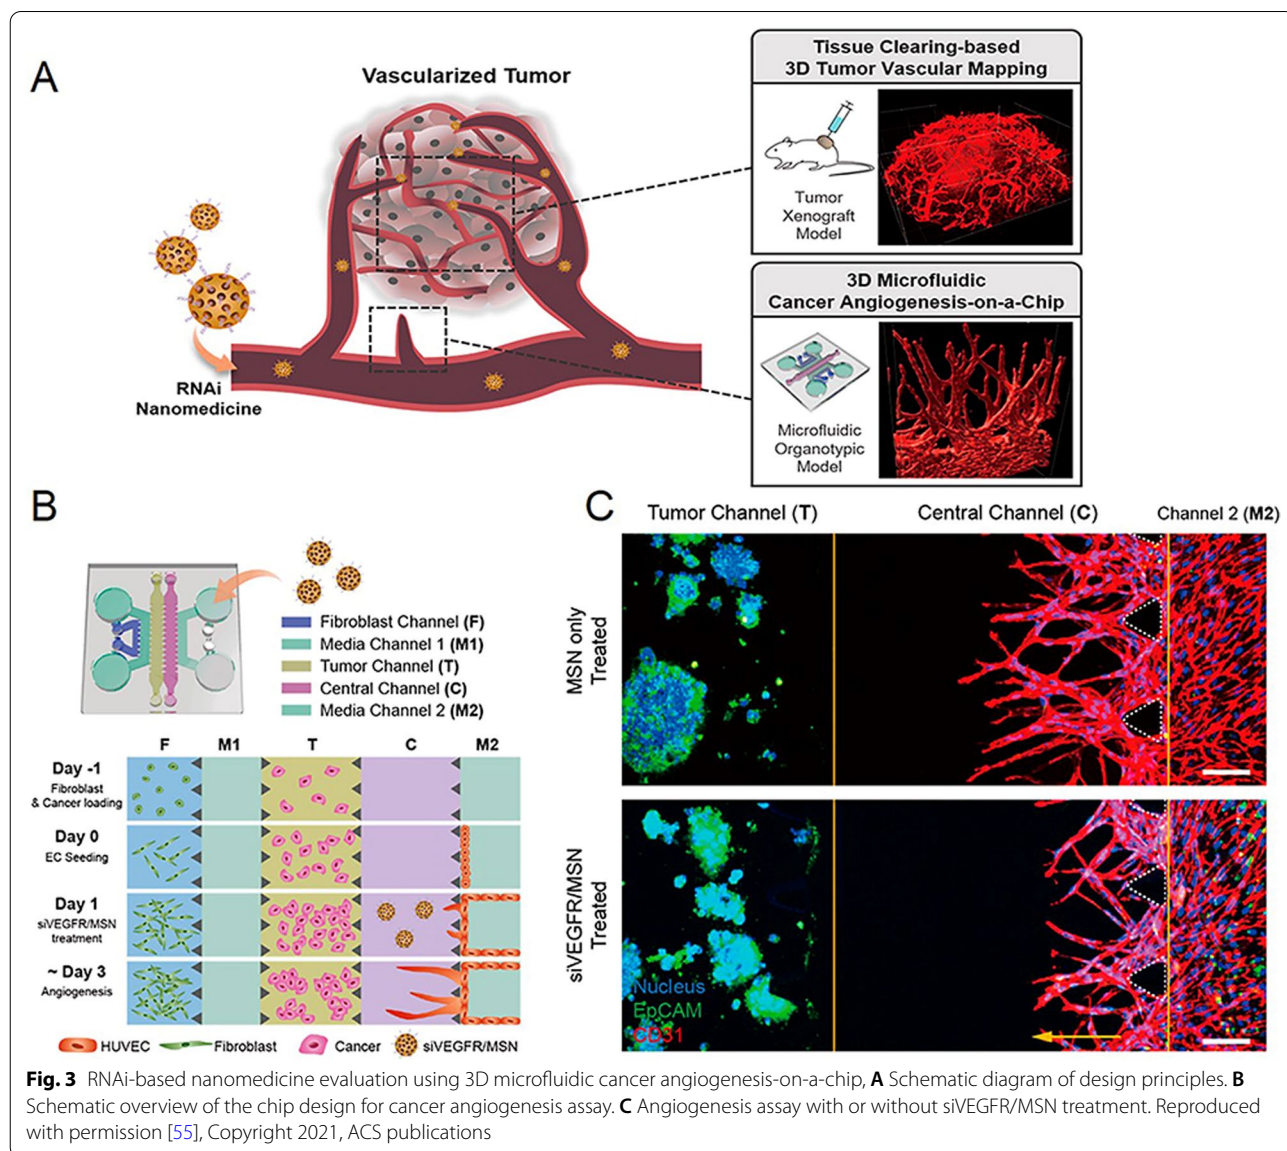 A
Vascularized Tumor
RNAi
Nanomedicine
Tissue Clearing-based
3D Tumor Vascular Mapping
Tumor
Xenograft
Model
3D Microfluidic
Cancer Angiogenesis-on-a-Chip
Microfluidic
Organotypic
Model
B
Fibroblast Channel (F)
Media Channel 1 (M1)
Tumor Channel (T)
Central Channel (C)
Media Channel 2 (M2)
F M1 T C M2
Day -1
Fibroblast
& Cancer loading
Day 0
EC Seeding
Day 1
siVEGFR/MSN
treatment
~ Day 3
Angiogenesis
HUVEC Fibroblast Cancer siVEGFR/MSN
C
Tumor Channel (T) Central Channel (C) Channel 2 (M2)
MSN only
Treated
siVEGFR/MSN
Treated
Nucleus
EpCAM
CD31
Fig. 3 RNAi-based nanomedicine evaluation using 3D microfluidic cancer angiogenesis-on-a-chip, A Schematic diagram of design principles. B
Schematic overview of the chip design for cancer angiogenesis assay. C Angiogenesis assay with or without siVEGFR/MSN treatment. Reproduced
with permission [55], Copyright 2021, ACS publications